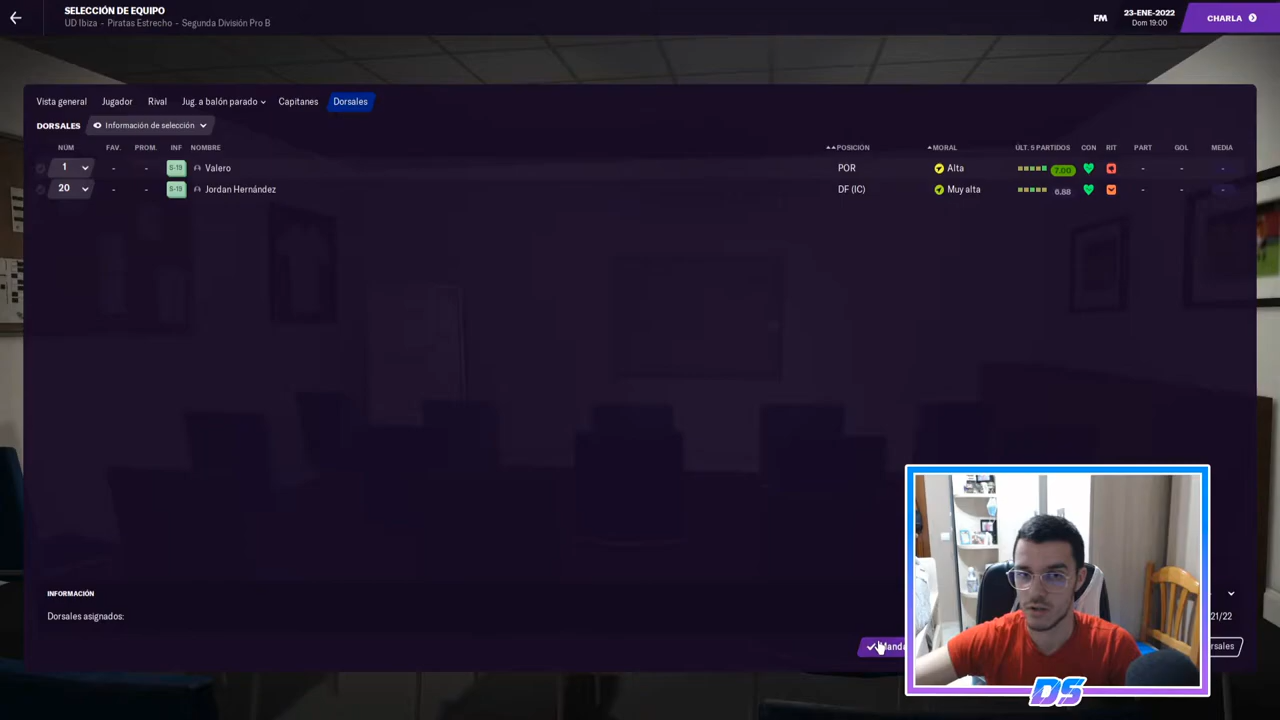 SELECCIÓN DE EQUIPO
UD Ibiza - Piratas Estrecho - Segunda División Pro B
FM
23-ENE-2022
Dom 19:00
CHARLA
Vista general Jugador Rival Jug. a balón parado Capitanes Dorsales
DORSALES Información de selección
NÚM FAV. PROM. INF NOMBRE POSICIÓN MORAL ÚLT. 5 PARTIDOS CON RIT PART GOL MEDIA
1 - - S-19 Valero POR Alta 7.00 - - -
20 - - S-19 Jordan Hernández DF (IC) Muy alta 6.88 - - -
INFORMACIÓN
Dorsales asignados:
21/22
DS